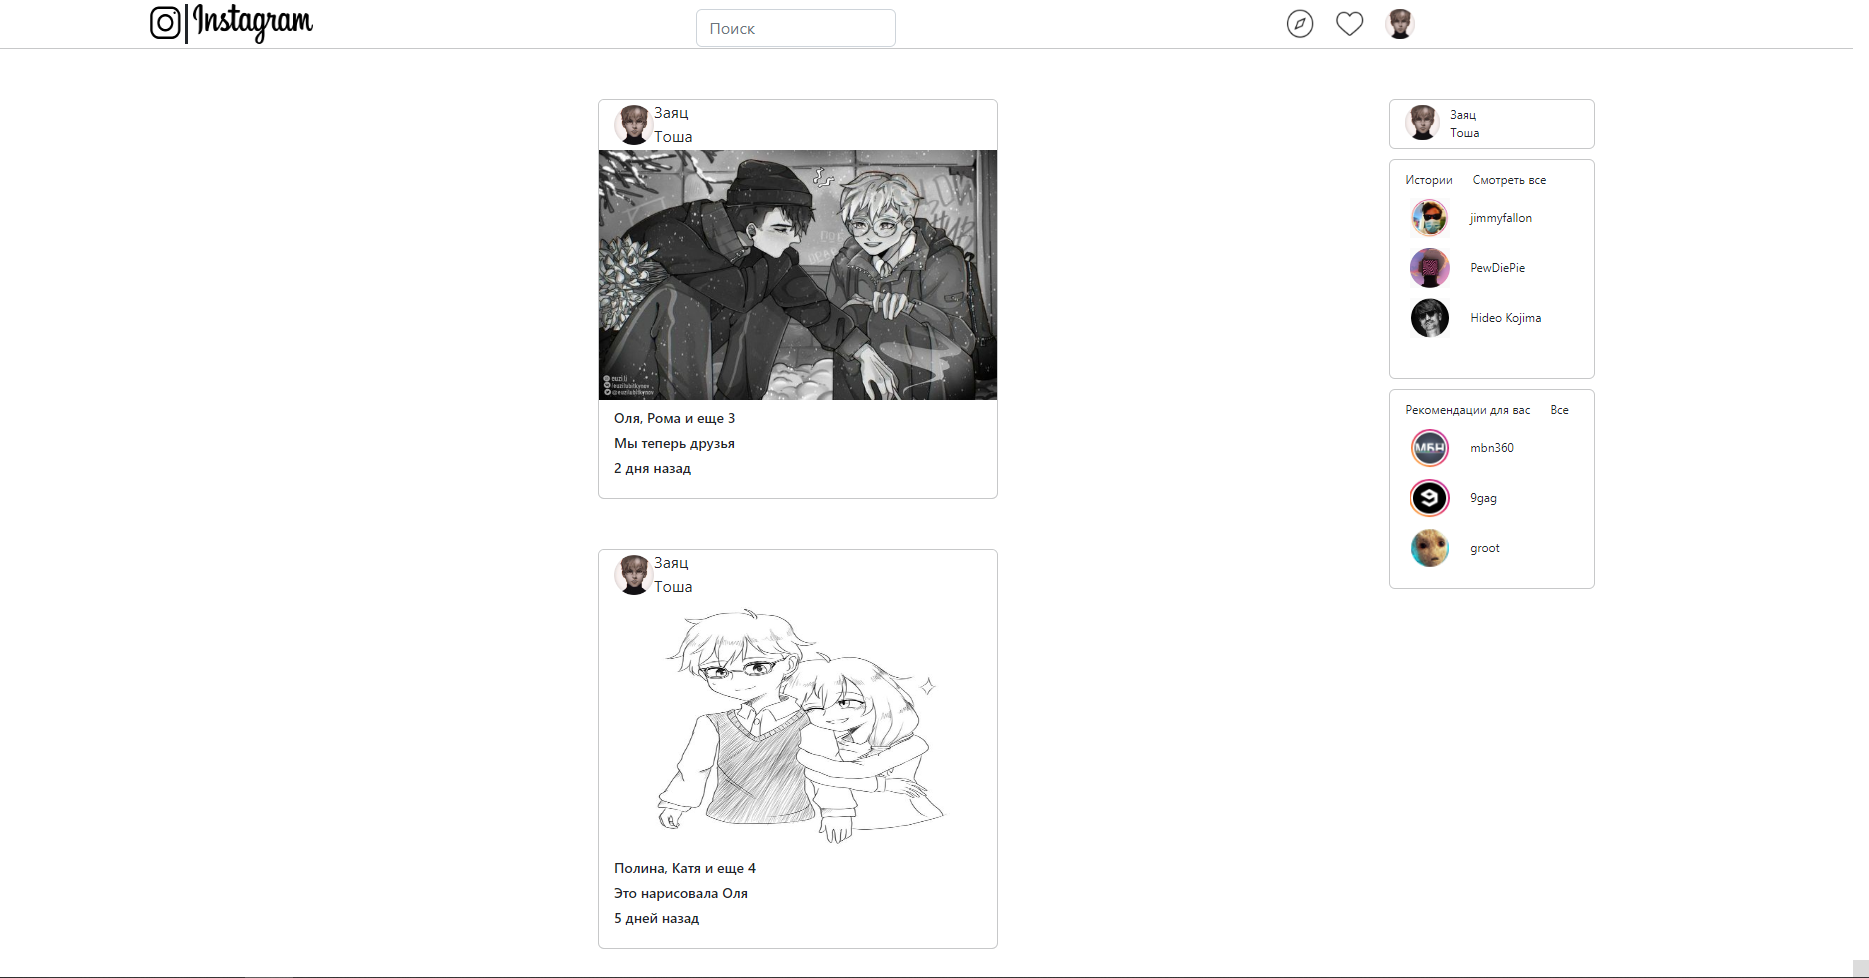 Instagram
Поиск
Заяц
Тоша
Оля, Рома и еще 3
Мы теперь друзья
2 дня назад
Заяц
Тоша
Полина, Катя и еще 4
Это нарисовала Оля
5 дней назад
Заяц
Тоша
Истории Смотреть все
jimmyfallon
PewDiePie
Hideo Kojima
Рекомендации для вас Все
МБН
mbn360
9gag
groot